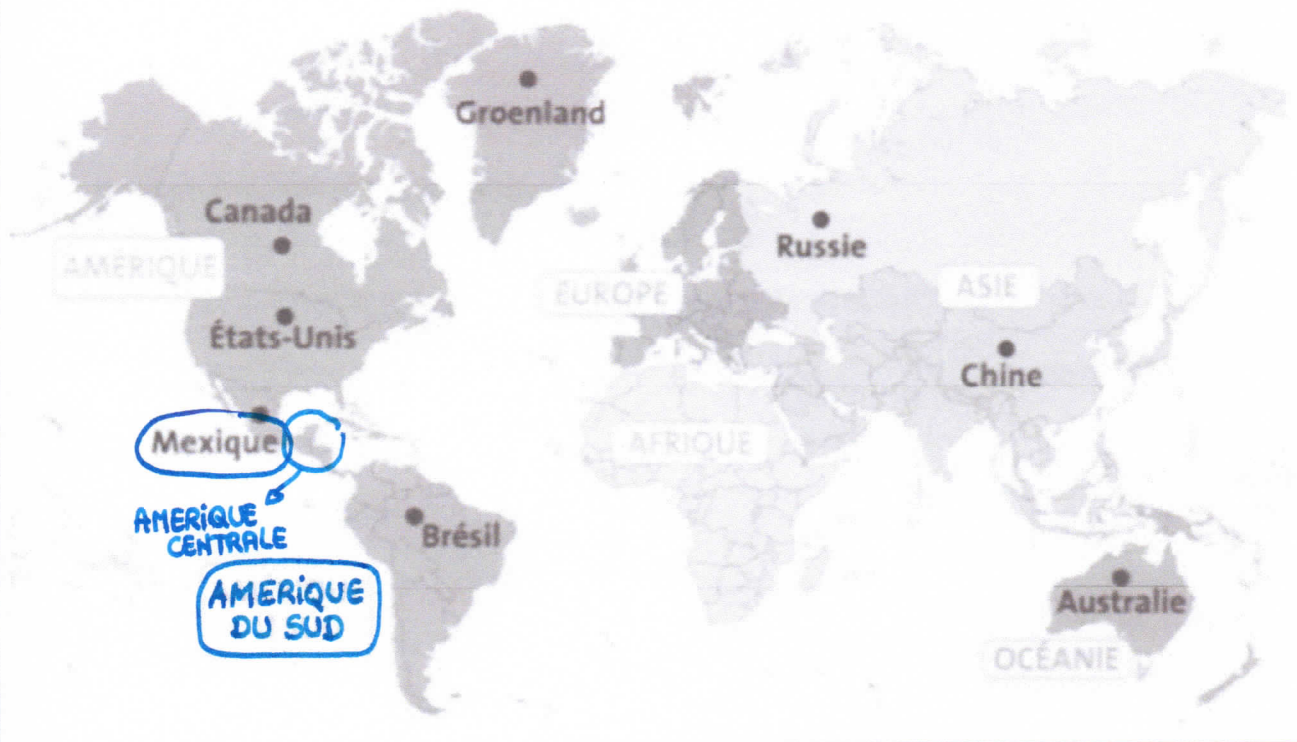 Groenland
Canada
AMÉRIQUE
Russie
EUROPE
ASIE
États-Unis
Chine
Mexique
AFRIQUE
AMERIQUE
CENTRALE
Brésil
AMERIQUE
DU SUD
Australie
OCÉANIE